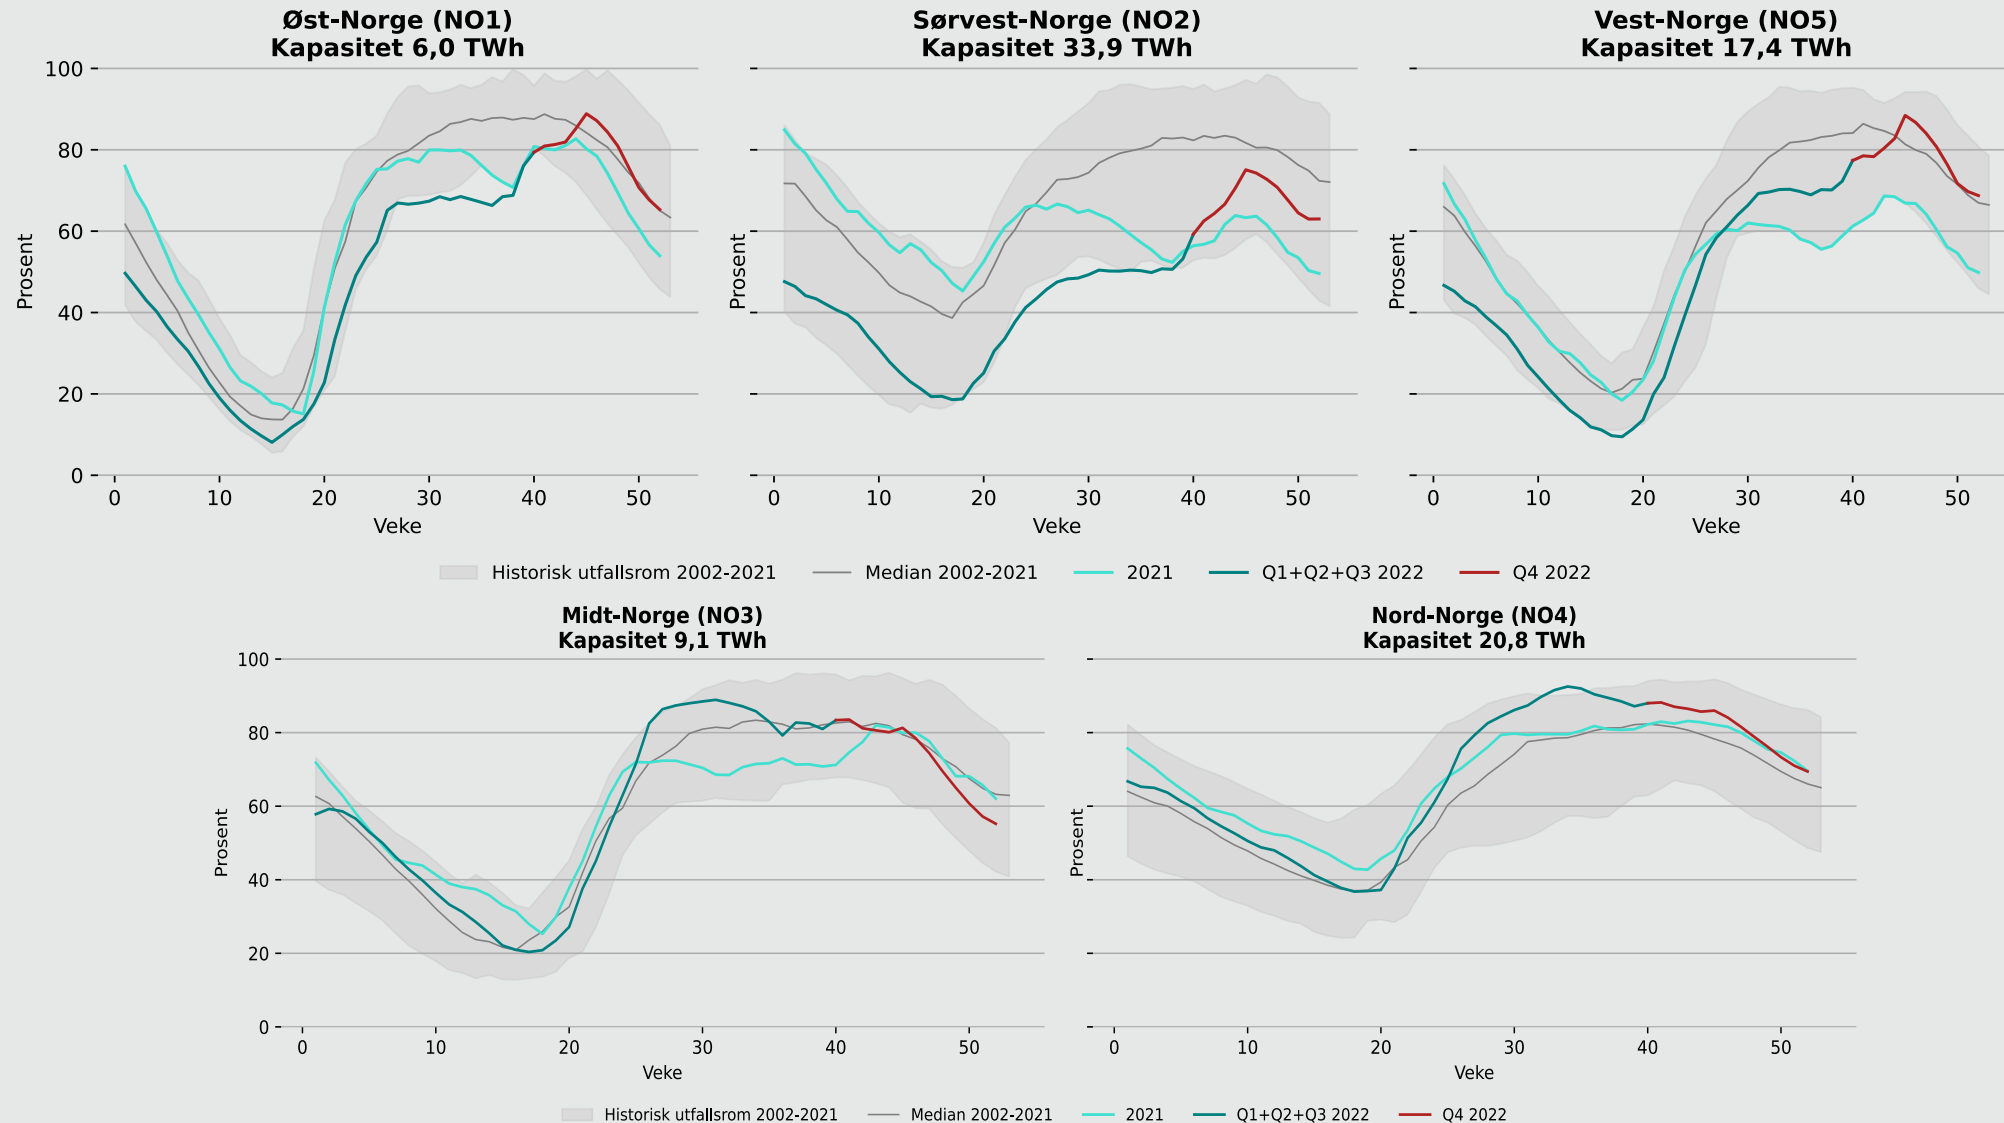 Øst-Norge (NO1)
Kapasitet 6,0 TWh
Sørvest-Norge (NO2)
Kapasitet 33,9 TWh
Vest-Norge (NO5)
Kapasitet 17,4 TWh
100
80
60
40
20
0
Prosent
Prosent
Prosent
0 10 20 30 40 50
0 10 20 30 40 50
0 10 20 30 40 50
Veke
Veke
Veke
Historisk utfallsrom 2002-2021 Median 2002-2021 2021 Q1+Q2+Q3 2022 Q4 2022
Midt-Norge (NO3)
Kapasitet 9,1 TWh
Nord-Norge (NO4)
Kapasitet 20,8 TWh
100
80
60
40
20
0
Prosent
Prosent
0 10 20 30 40 50
0 10 20 30 40 50
Veke
Veke
Historisk utfallsrom 2002-2021 Median 2002-2021 2021 Q1+Q2+Q3 2022 Q4 2022